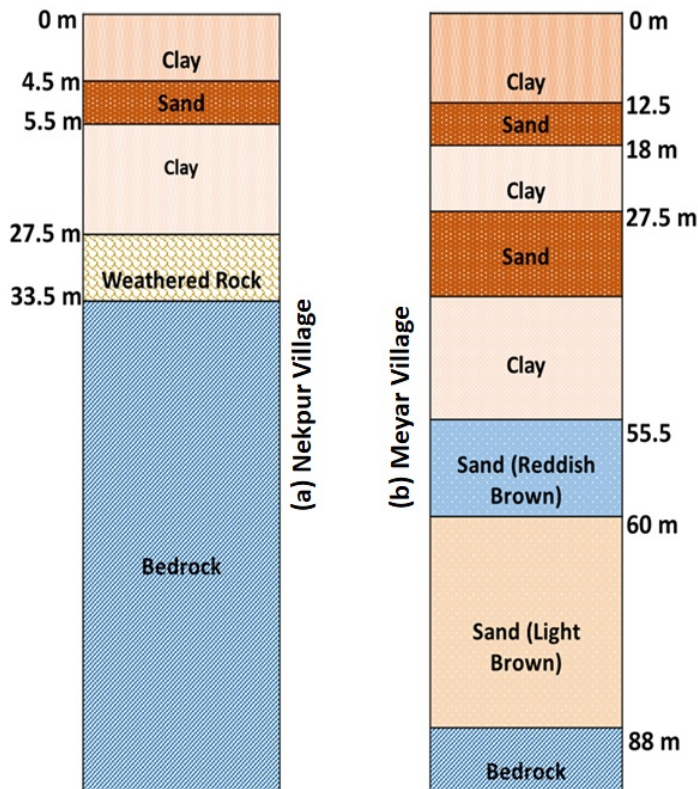 0 m
Clay
4.5 m
Sand
5.5 m
Clay
27.5 m
Weathered Rock
33.5 m
Bedrock
(a) Nekpur Village
0 m
Clay
12.5
Sand
18 m
Clay
27.5 m
Sand
Clay
55.5
Sand (Reddish
Brown)
60 m
Sand (Light
Brown)
88 m
Bedrock
(b) Meyar Village